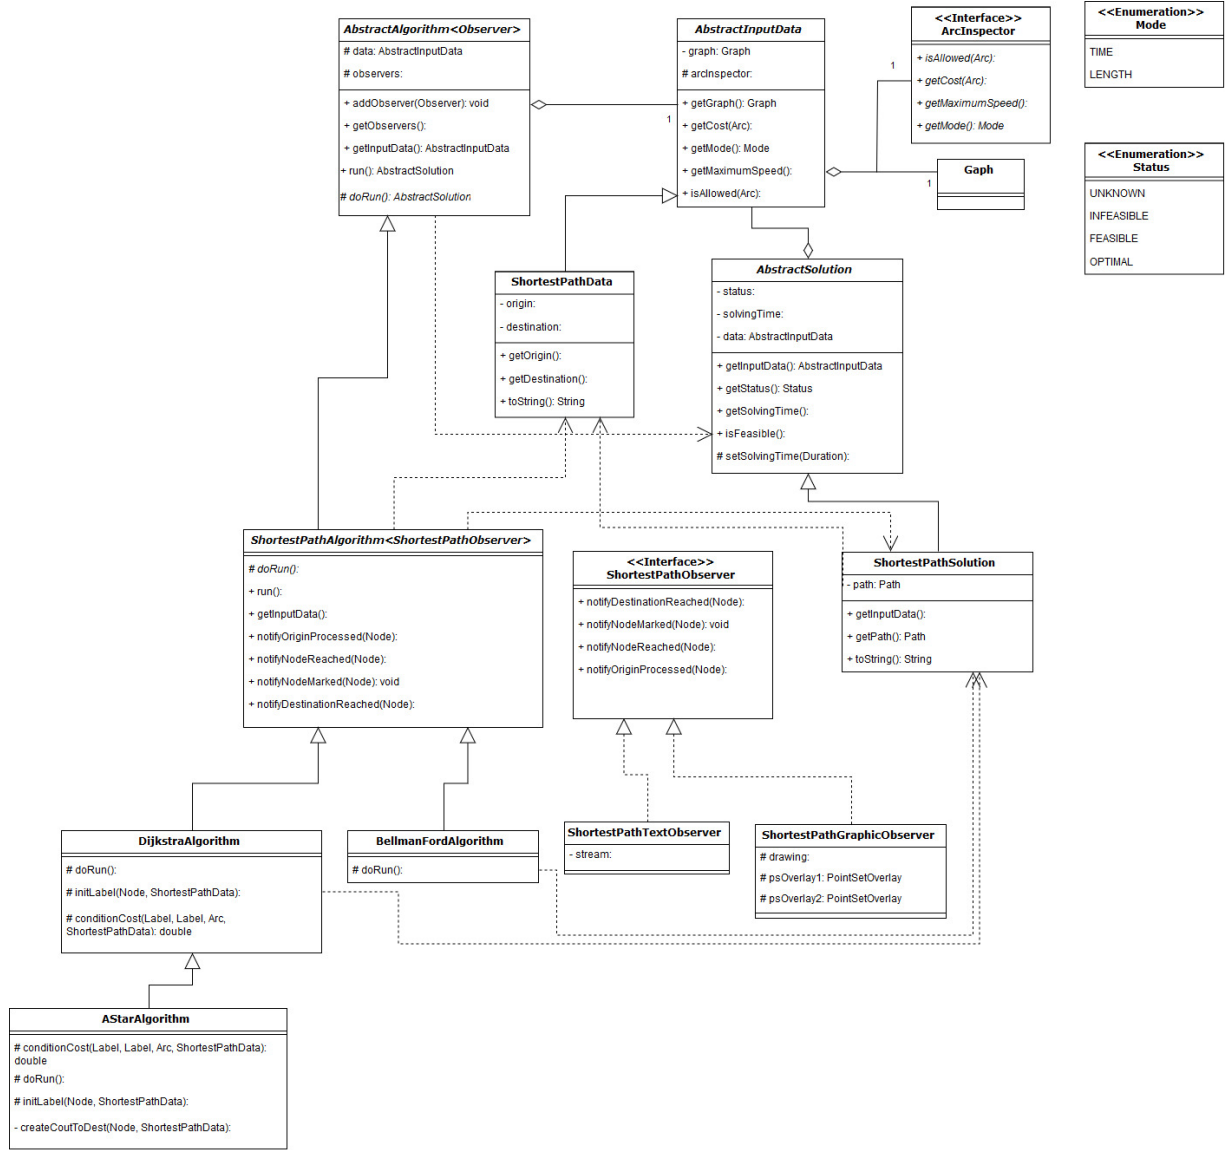 AbstractAlgorithm<Observer>
# data: AbstractInputData
# observers:
+ addObserver(Observer): void
+ getObservers():
+ getInputData(): AbstractInputData
+ run(): AbstractSolution
# doRun(): AbstractSolution
AbstractInputData
- graph: Graph
# arcInspector:
+ getGraph(): Graph
+ getCost(Arc):
+ getMode(): Mode
+ getMaximumSpeed():
+ isAllowed(Arc):
1
<<Interface>>
ArcInspector
+ isAllowed(Arc):
+ getCost(Arc):
+ getMaximumSpeed():
+ getMode(): Mode
1
Gaph
1
<<Enumeration>>
Mode
TIME
LENGTH
<<Enumeration>>
Status
UNKNOWN
INFEASIBLE
FEASIBLE
OPTIMAL
ShortestPathData
- origin:
- destination:
+ getOrigin():
+ getDestination():
+ toString(): String
AbstractSolution
- status:
- solvingTime:
- data: AbstractInputData
+ getInputData(): AbstractInputData
+ getStatus(): Status
+ getSolvingTime():
+ isFeasible():
# setSolvingTime(Duration):
ShortestPathAlgorithm<ShortestPathObserver>
# doRun():
+ run():
+ getInputData():
+ notifyOriginProcessed(Node):
+ notifyNodeReached(Node):
+ notifyNodeMarked(Node): void
+ notifyDestinationReached(Node):
<<Interface>>
ShortestPathObserver
+ notifyDestinationReached(Node):
+ notifyNodeMarked(Node): void
+ notifyNodeReached(Node):
+ notifyOriginProcessed(Node):
ShortestPathSolution
- path: Path
+ getInputData():
+ getPath(): Path
+ toString(): String
DijkstraAlgorithm
# doRun():
# initLabel(Node, ShortestPathData):
# conditionCost(Label, Label, Arc,
ShortestPathData): double
BellmanFordAlgorithm
# doRun():
ShortestPathTextObserver
- stream:
ShortestPathGraphicObserver
# drawing:
# psOverlay1: PointSetOverlay
# psOverlay2: PointSetOverlay
AStarAlgorithm
# conditionCost(Label, Label, Arc, ShortestPathData):
double
# doRun():
# initLabel(Node, ShortestPathData):
- createCoutToDest(Node, ShortestPathData):